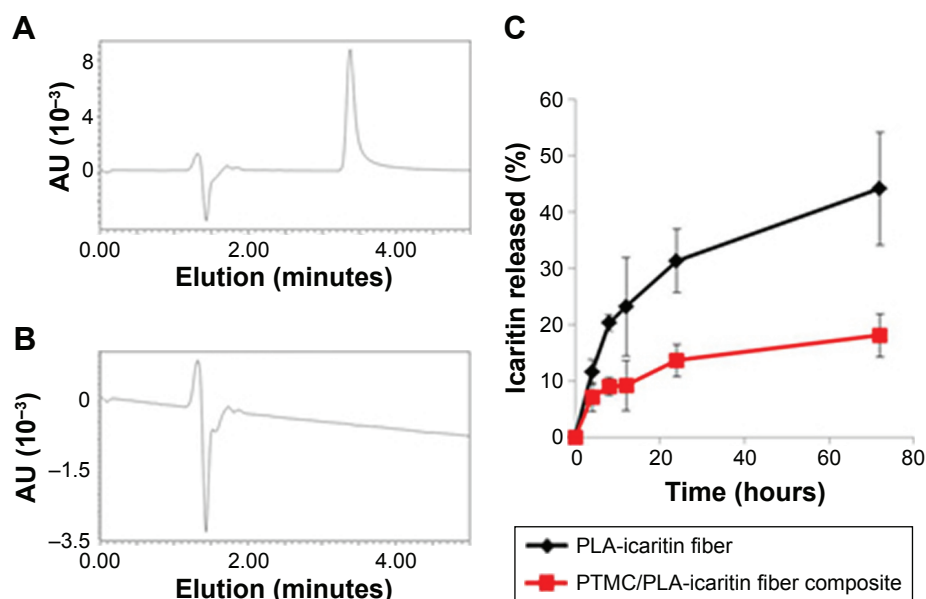 A
AU (10⁻³)
8
4
0
0.00 2.00 4.00
Elution (minutes)
B
AU (10⁻³)
0
–1.5
–3.5
0.00 2.00 4.00
Elution (minutes)
C
Icaritin released (%)
60
50
40
30
20
10
0
0 20 40 60 80
Time (hours)
PLA-icaritin fiber
PTMC/PLA-icaritin fiber composite